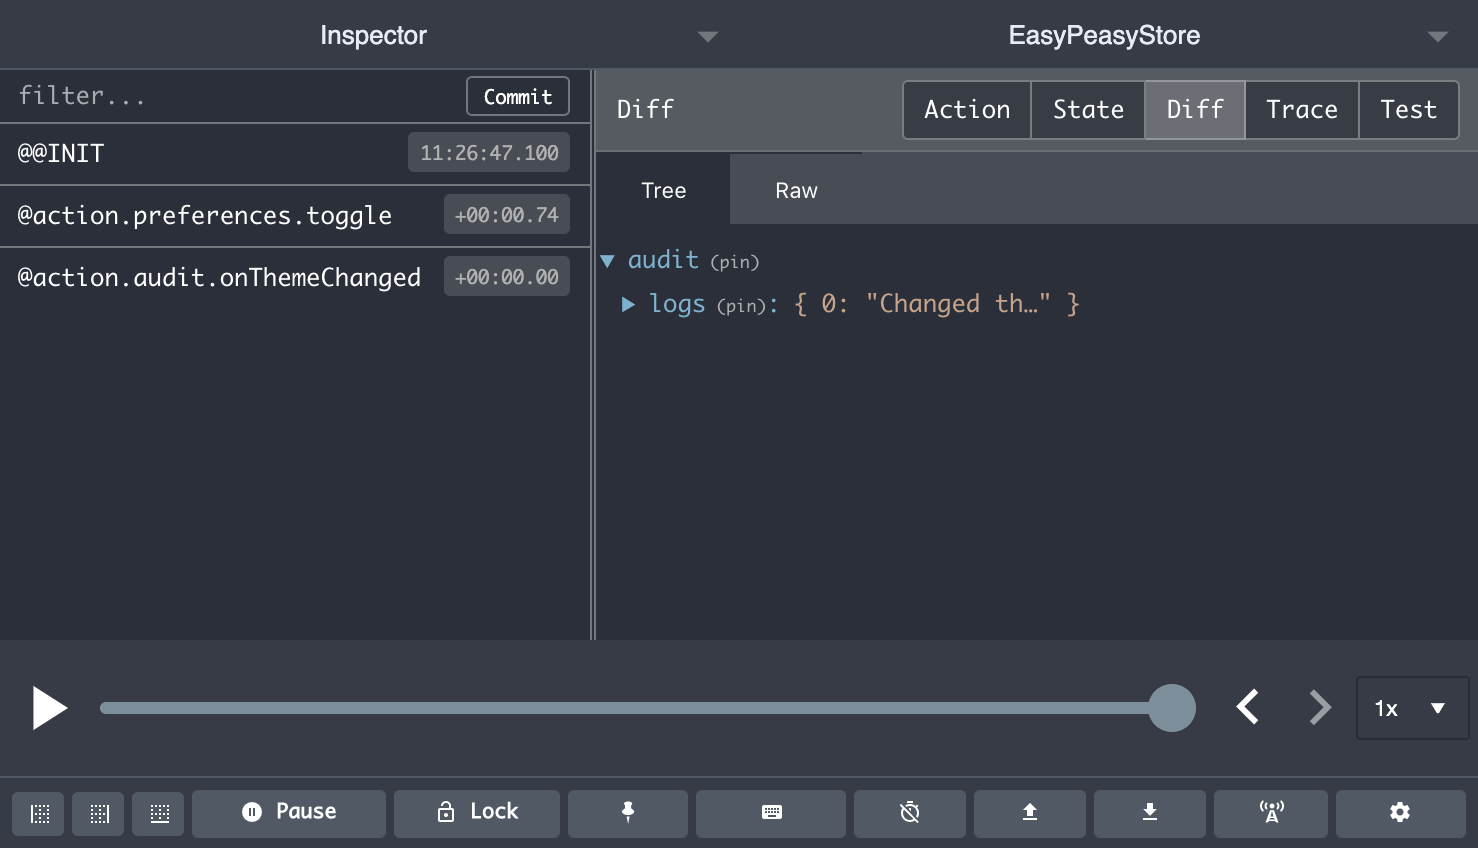 Inspector
EasyPeasyStore
filter...
Commit
@@INIT
11:26:47.100
@action.preferences.toggle
+00:00.74
@action.audit.onThemeChanged
+00:00.00
Diff
Action
State
Diff
Trace
Test
Tree
Raw
audit (pin)
logs (pin): { 0: "Changed th…" }
1x
Pause
Lock